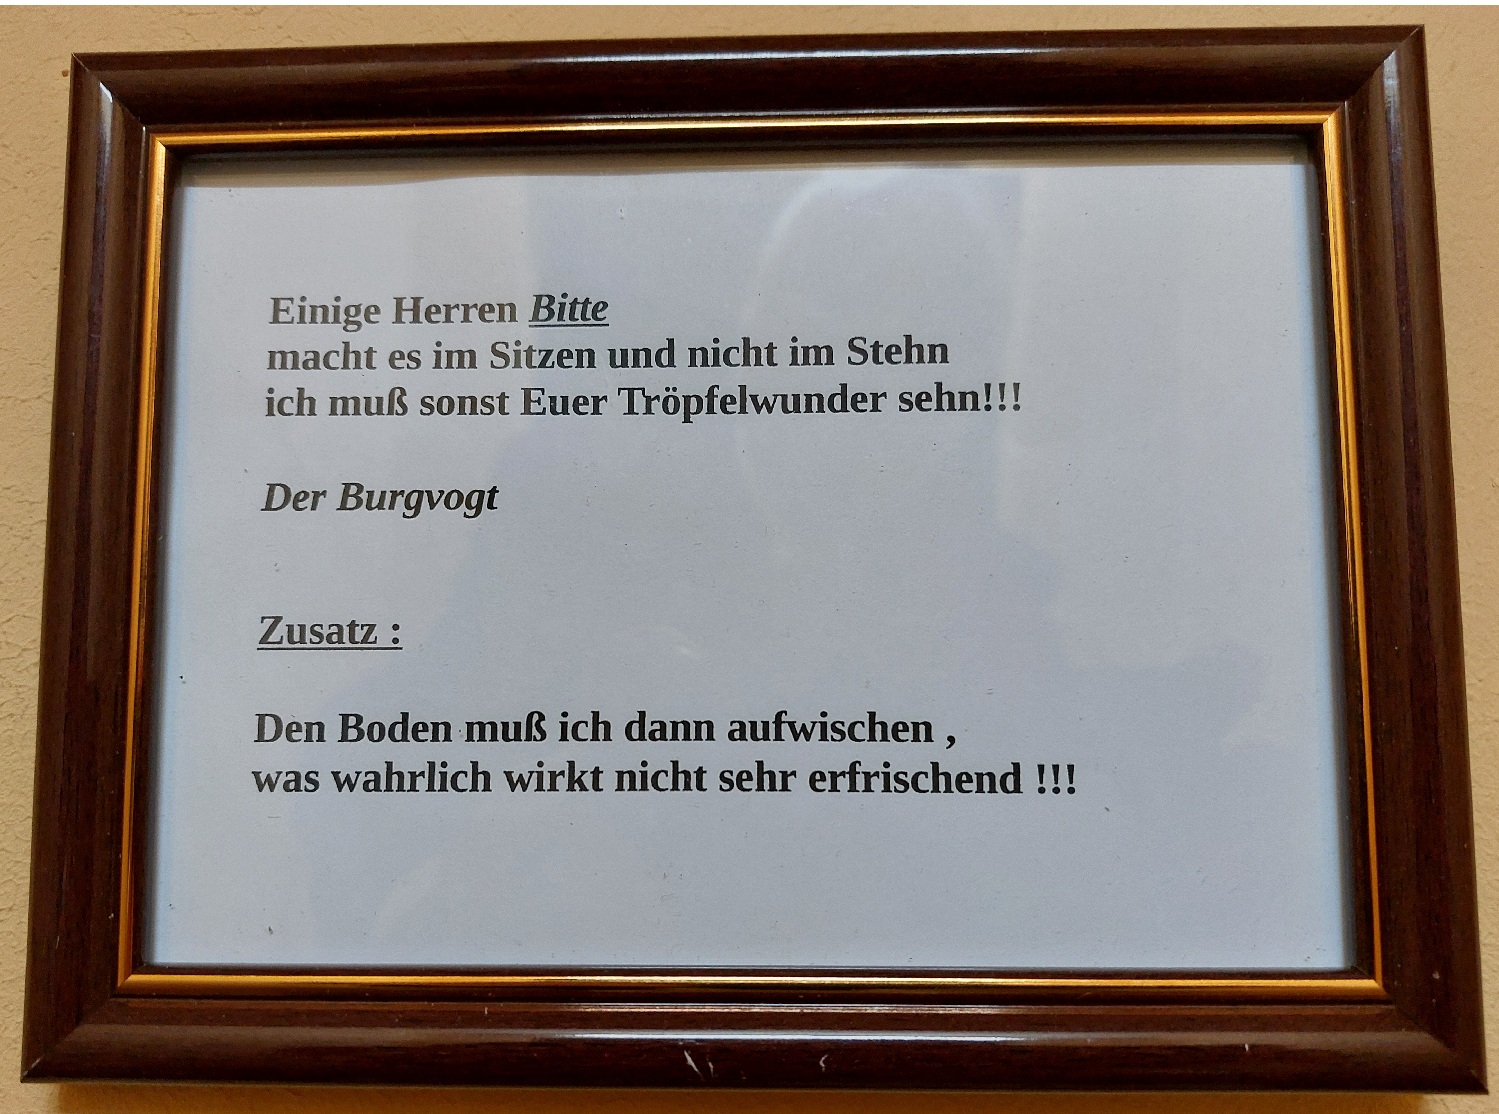 Einige Herren Bitte
macht es im Sitzen und nicht im Stehn
ich muß sonst Euer Tröpfelwunder sehn!!!
Der Burgvogt
Zusatz :
Den Boden muß ich dann aufwischen ,
was wahrlich wirkt nicht sehr erfrischend !!!